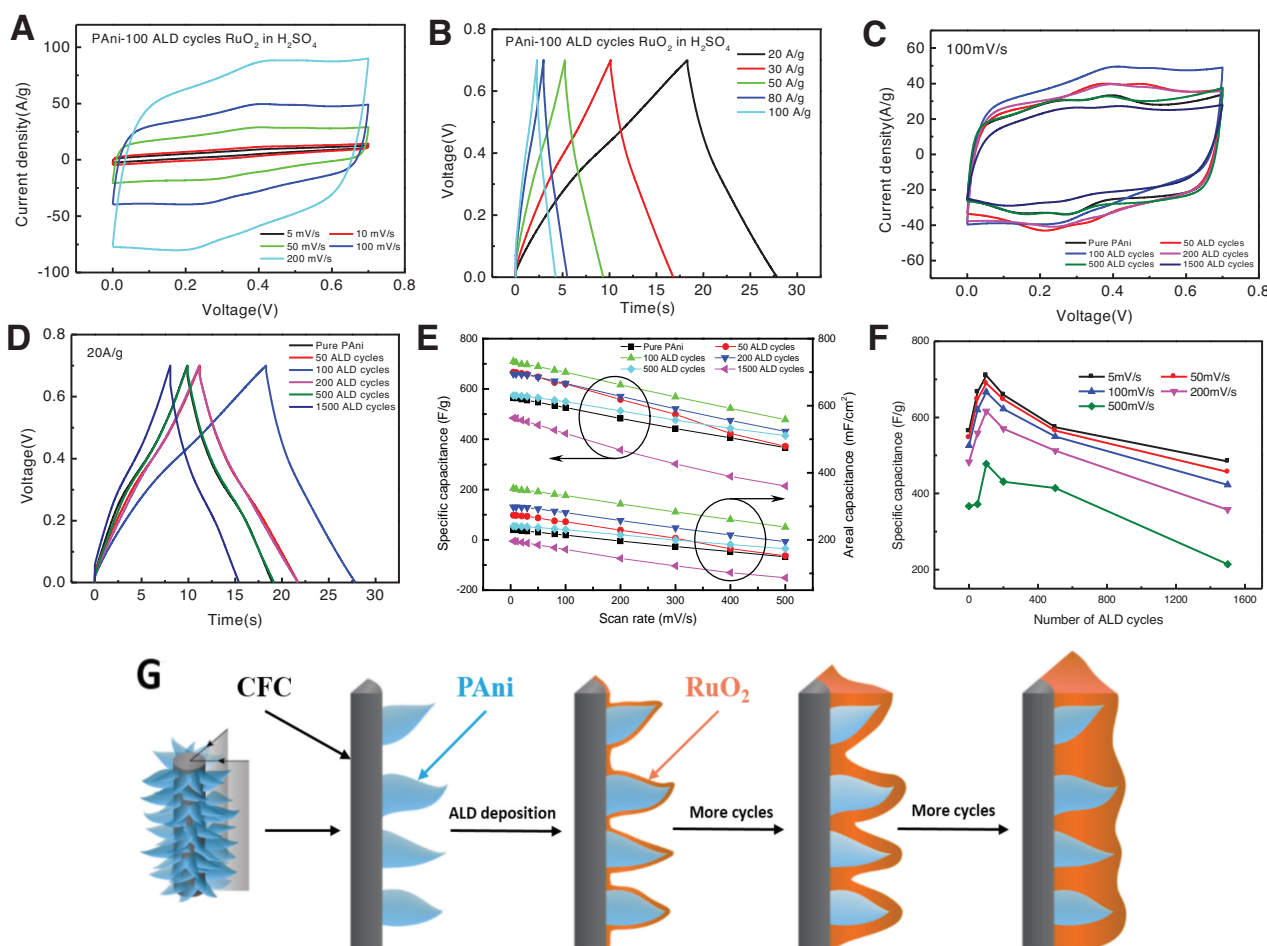 A
PAni-100 ALD cycles RuO2 in H2SO4
Current density(A/g)
100
50
0
-50
-100
5 mV/s 10 mV/s
50 mV/s 100 mV/s
200 mV/s
0.0 0.2 0.4 0.6 0.8
Voltage(V)
B
PAni-100 ALD cycles RuO2 in H2SO4
Voltage(V)
0.8
0.6
0.4
0.2
0.0
20 A/g
30 A/g
50 A/g
80 A/g
100 A/g
0 5 10 15 20 25 30
Time(s)
C
100mV/s
Current density(A/g)
60
40
20
0
-20
-40
-60
Pure PAni 50 ALD cycles
100 ALD cycles 200 ALD cycles
500 ALD cycles 1500 ALD cycles
0.0 0.2 0.4 0.6 0.8
Voltage(V)
D
20A/g
Voltage(V)
0.8
0.6
0.4
0.2
0.0
Pure PAni
50 ALD cycles
100 ALD cycles
200 ALD cycles
500 ALD cycles
1500 ALD cycles
0 5 10 15 20 25 30
Time(s)
E
Specific capacitance (F/g)
800
600
400
200
0
-200
Pure PAni 50 ALD cycles
100 ALD cycles 200 ALD cycles
500 ALD cycles 1500 ALD cycles
0 100 200 300 400 500
Scan rate (mV/s)
800
600
400
200
Areal capacitance (mF/cm2)
F
Specific capacitance (F/g)
800
600
400
200
5mV/s 50mV/s
100mV/s 200mV/s
500mV/s
0 400 800 1200 1600
Number of ALD cycles
G
CFC
PAni
RuO2
ALD deposition
More cycles
More cycles